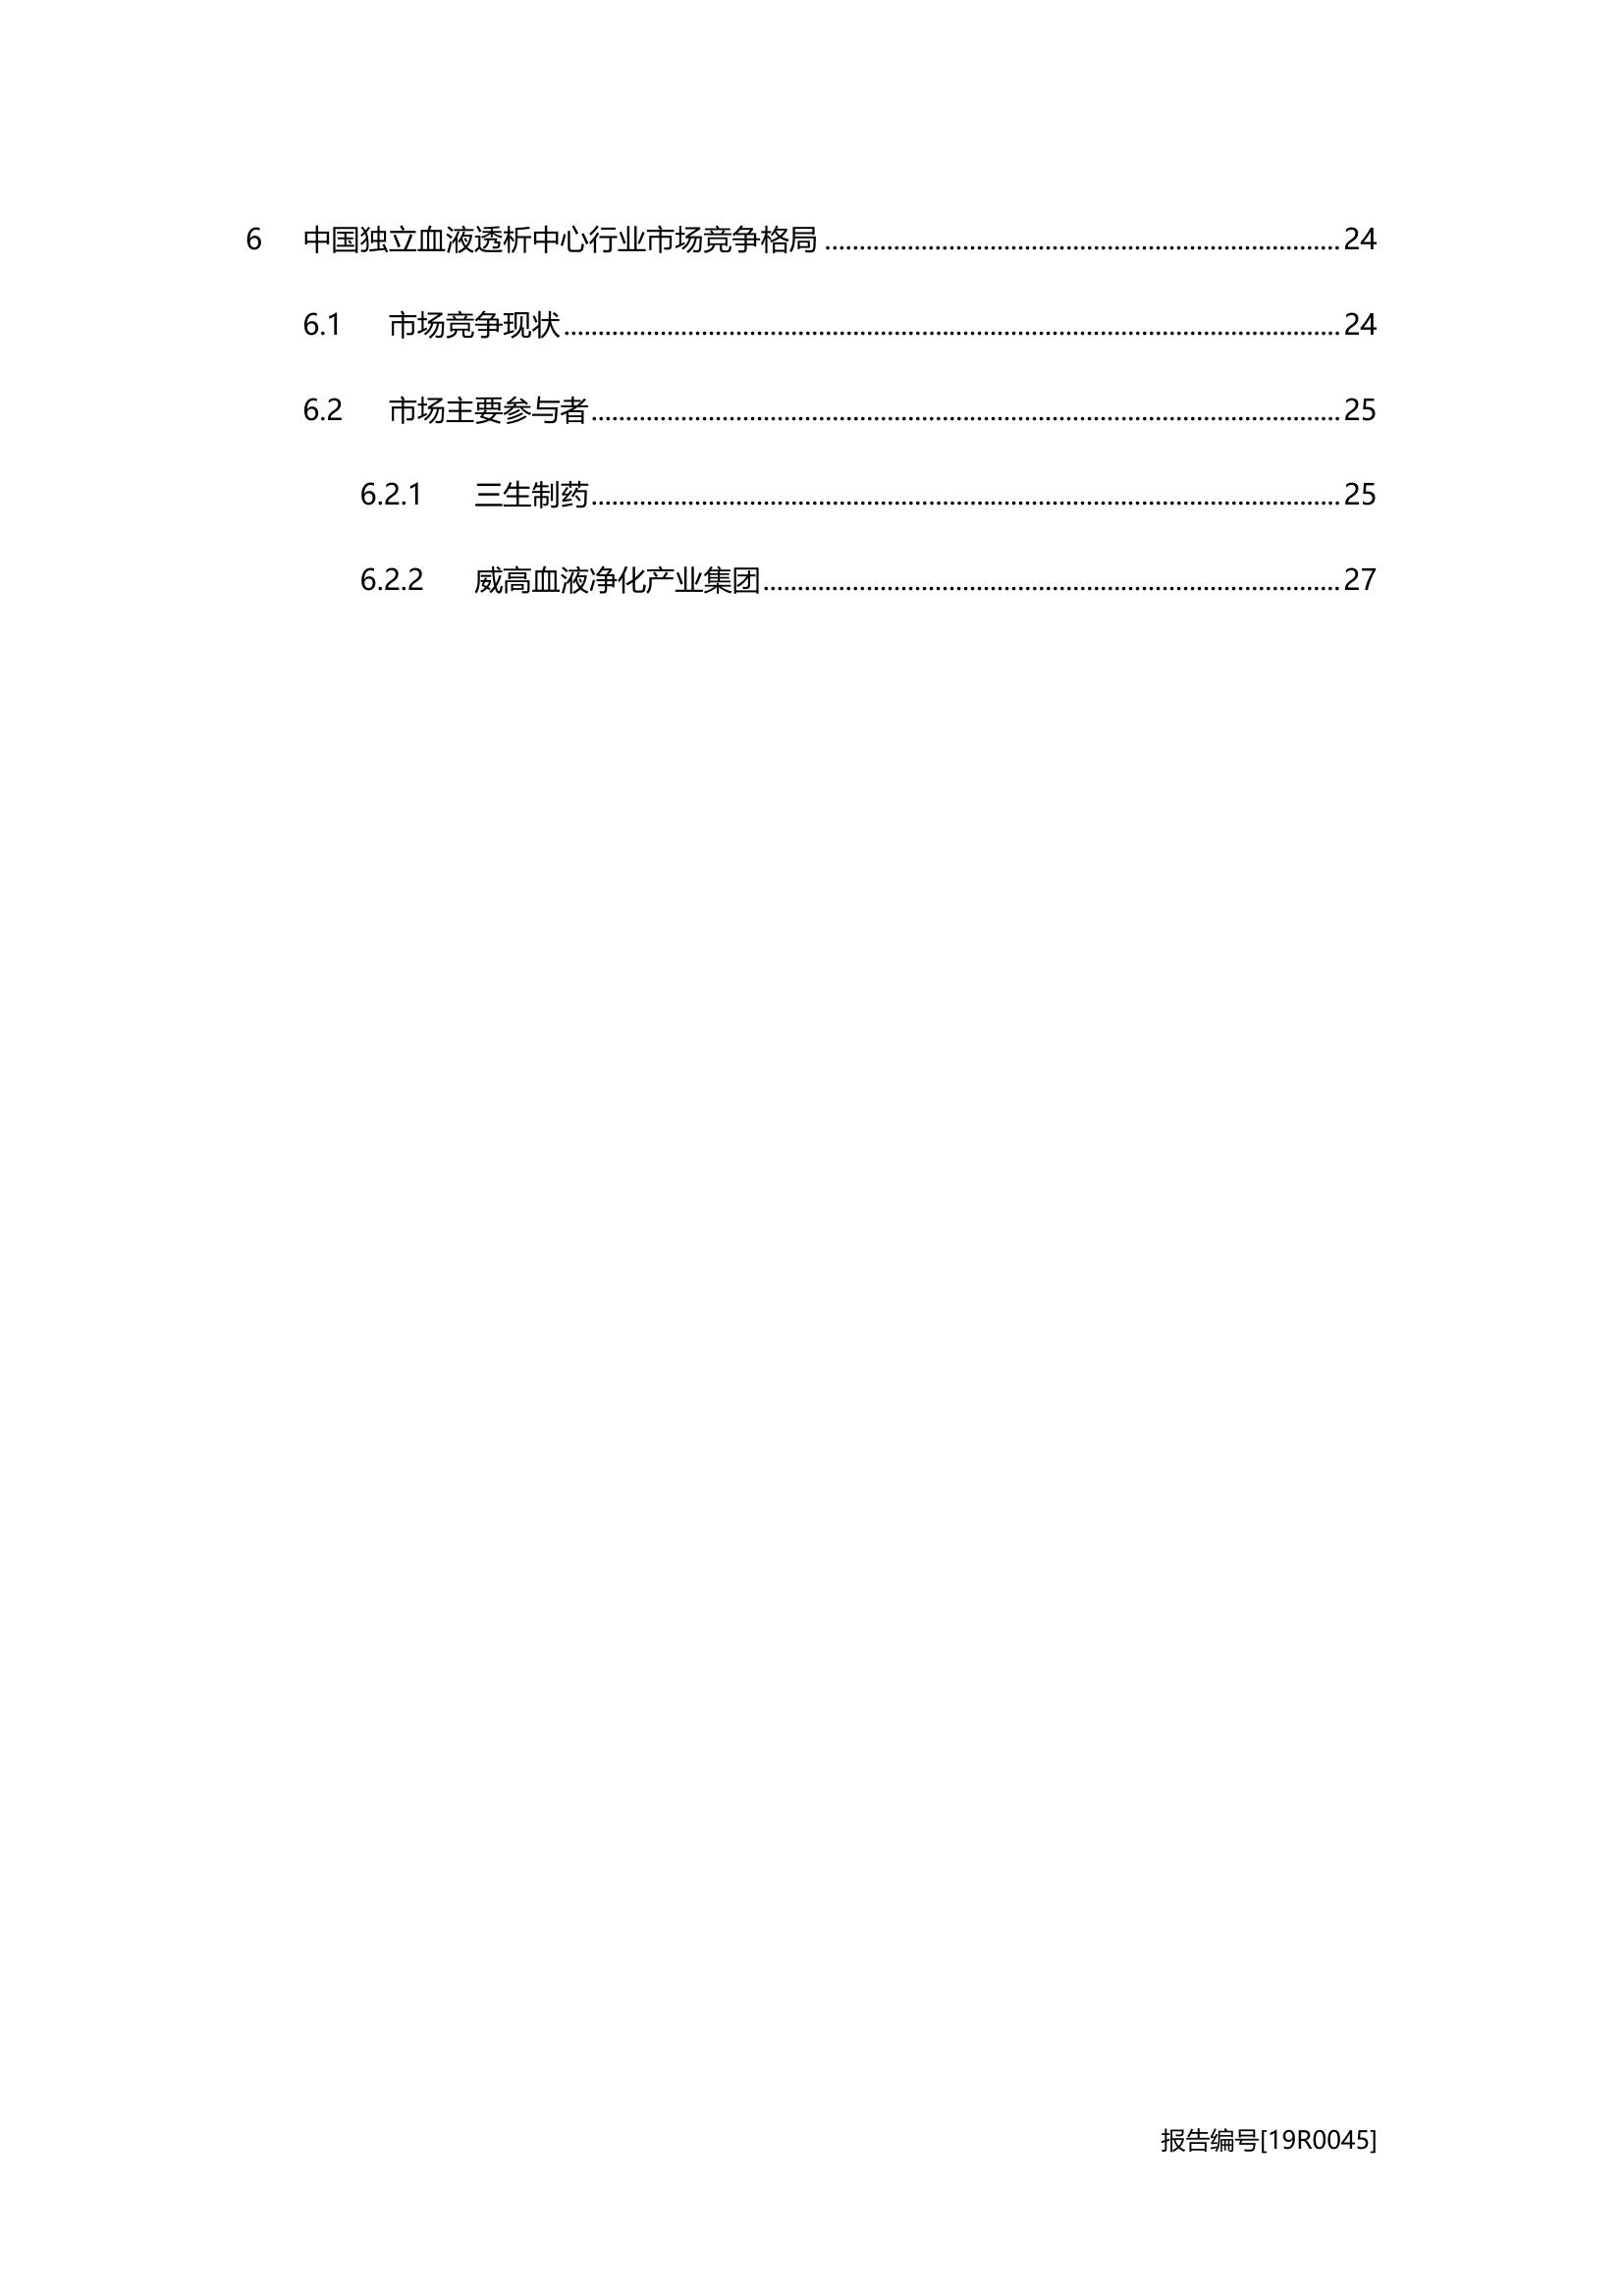 6 中国独立血液透析中心行业市场竞争格局 ........................................................................... 24
6.1 市场竞争现状 ................................................................................................................. 24
6.2 市场主要参与者 ............................................................................................................. 25
6.2.1 三生制药 ............................................................................................................. 25
6.2.2 威高血液净化产业集团 .................................................................................... 27
报告编号[19R0045]